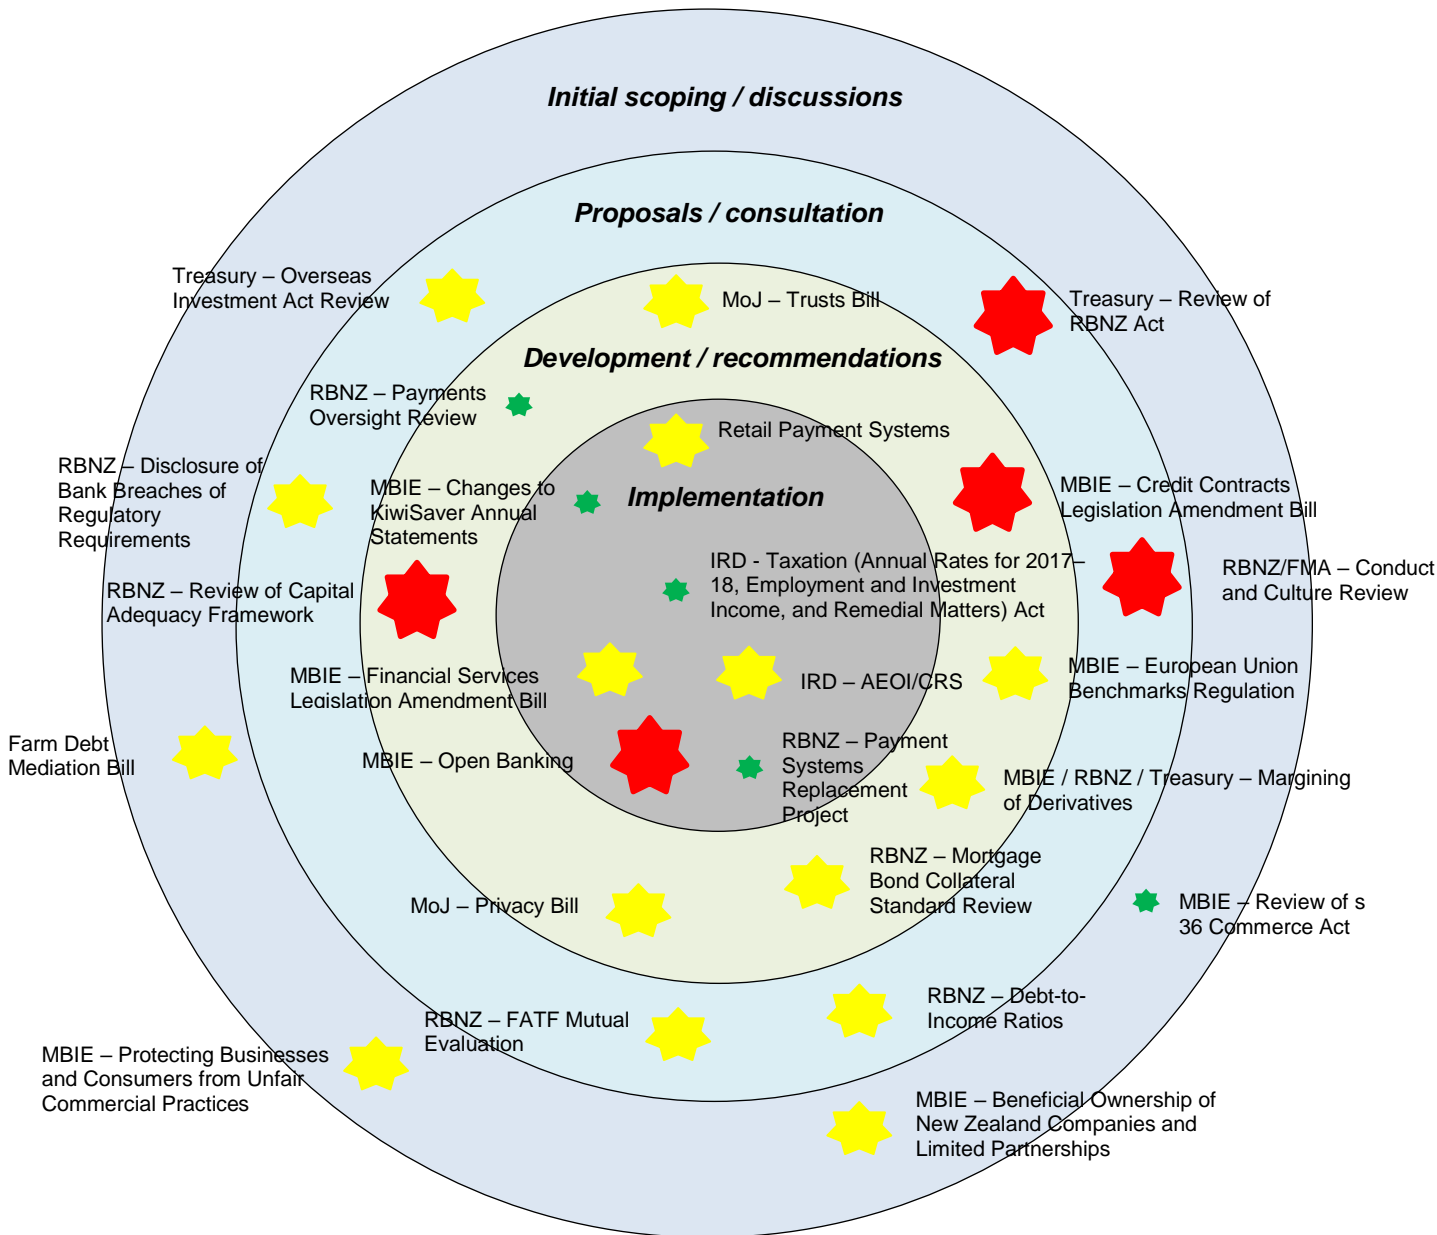 Initial scoping / discussions
Proposals / consultation
Treasury – Overseas
Investment Act Review
MoJ – Trusts Bill
Treasury – Review of
RBNZ Act
Development / recommendations
RBNZ – Payments
Oversight Review
Retail Payment Systems
RBNZ – Disclosure of
Bank Breaches of
Regulatory
Requirements
MBIE – Changes to
KiwiSaver Annual
Statements
Implementation
MBIE – Credit Contracts
Legislation Amendment Bill
RBNZ – Review of Capital
Adequacy Framework
IRD - Taxation (Annual Rates for 2017–
18, Employment and Investment
Income, and Remedial Matters) Act
RBNZ/FMA – Conduct
and Culture Review
MBIE – Financial Services
Legislation Amendment Bill
IRD – AEOI/CRS
MBIE – European Union
Benchmarks Regulation
Farm Debt
Mediation Bill
MBIE – Open Banking
RBNZ – Payment
Systems
Replacement
Project
MBIE / RBNZ / Treasury – Margining
of Derivatives
MoJ – Privacy Bill
RBNZ – Mortgage
Bond Collateral
Standard Review
MBIE – Review of s
36 Commerce Act
RBNZ – FATF Mutual
Evaluation
RBNZ – Debt-to-
Income Ratios
MBIE – Protecting Businesses
and Consumers from Unfair
Commercial Practices
MBIE – Beneficial Ownership of
New Zealand Companies and
Limited Partnerships